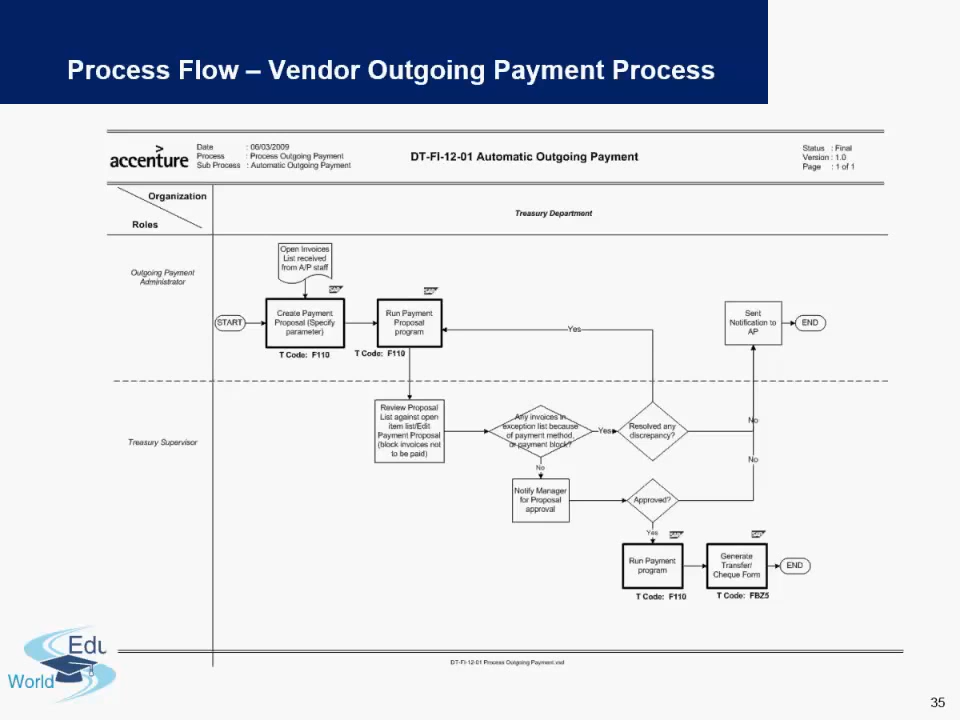 Process Flow – Vendor Outgoing Payment Process
>
accenture
Date : 06/03/2009
Process : Process Outgoing Payment
Sub Process : Automatic Outgoing Payment
DT-FI-12-01 Automatic Outgoing Payment
Status : Final
Version : 1.0
Page : 1 of 1
Organization
Roles
Treasury Department
Outgoing Payment
Administrator
Open Invoices
List received
from A/P staff
START
Create Payment
Proposal (Specify
parameter)
T Code: F110
Run Payment
Proposal
program
T Code: F110
Yes
Sent
Notification to
AP
END
Treasury Supervisor
Review Proposal
List against open
item list/Edit
Payment Proposal
(block invoices not
to be paid)
Any invoices in
exception list because
of payment method,
or payment block?
Yes
Resolved any
discrepancy?
No
No
No
Notify Manager
for Proposal
approval
Approved?
Yes
Run Payment
program
T Code: F110
Generate
Transfer/
Cheque Form
T Code: FBZ5
END
DT-FI-12-01 Process Outgoing Payment.vsd
Edu
World
35